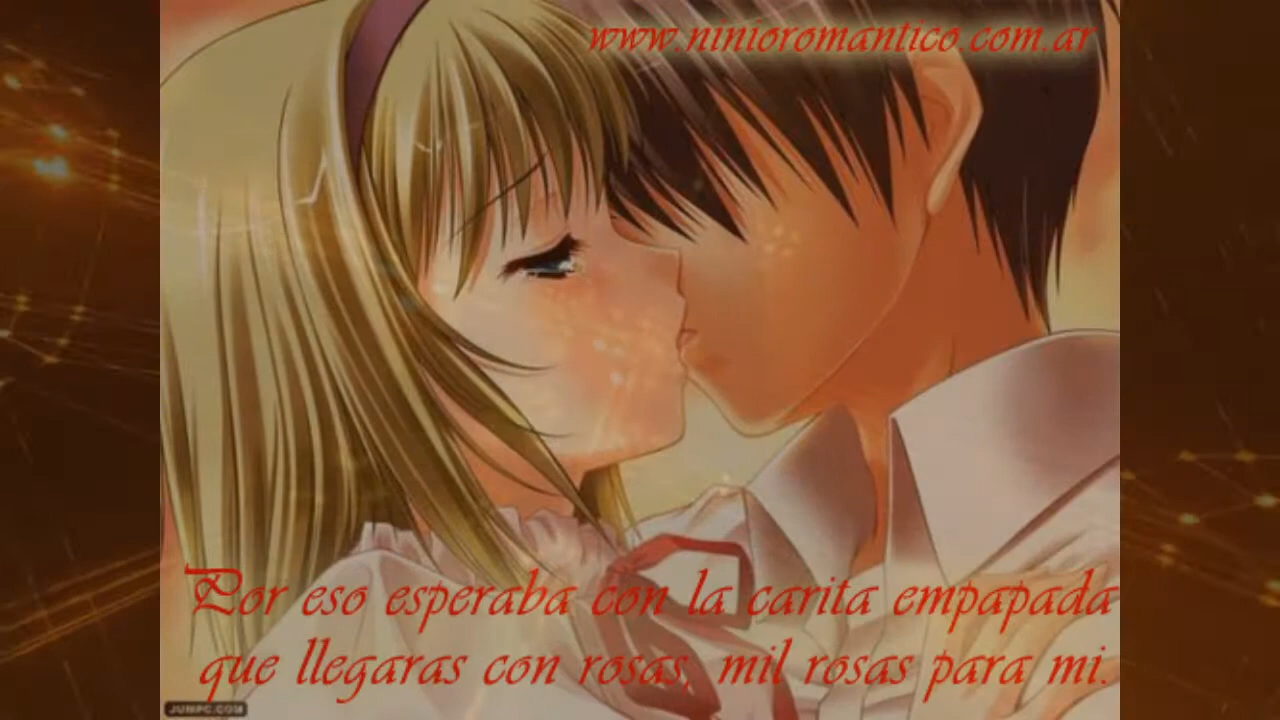 www.ninioromantico.com.ar
Por eso esperaba con la carita empapada
que llegaras con rosas, mil rosas para mi.
JUMPC.COM